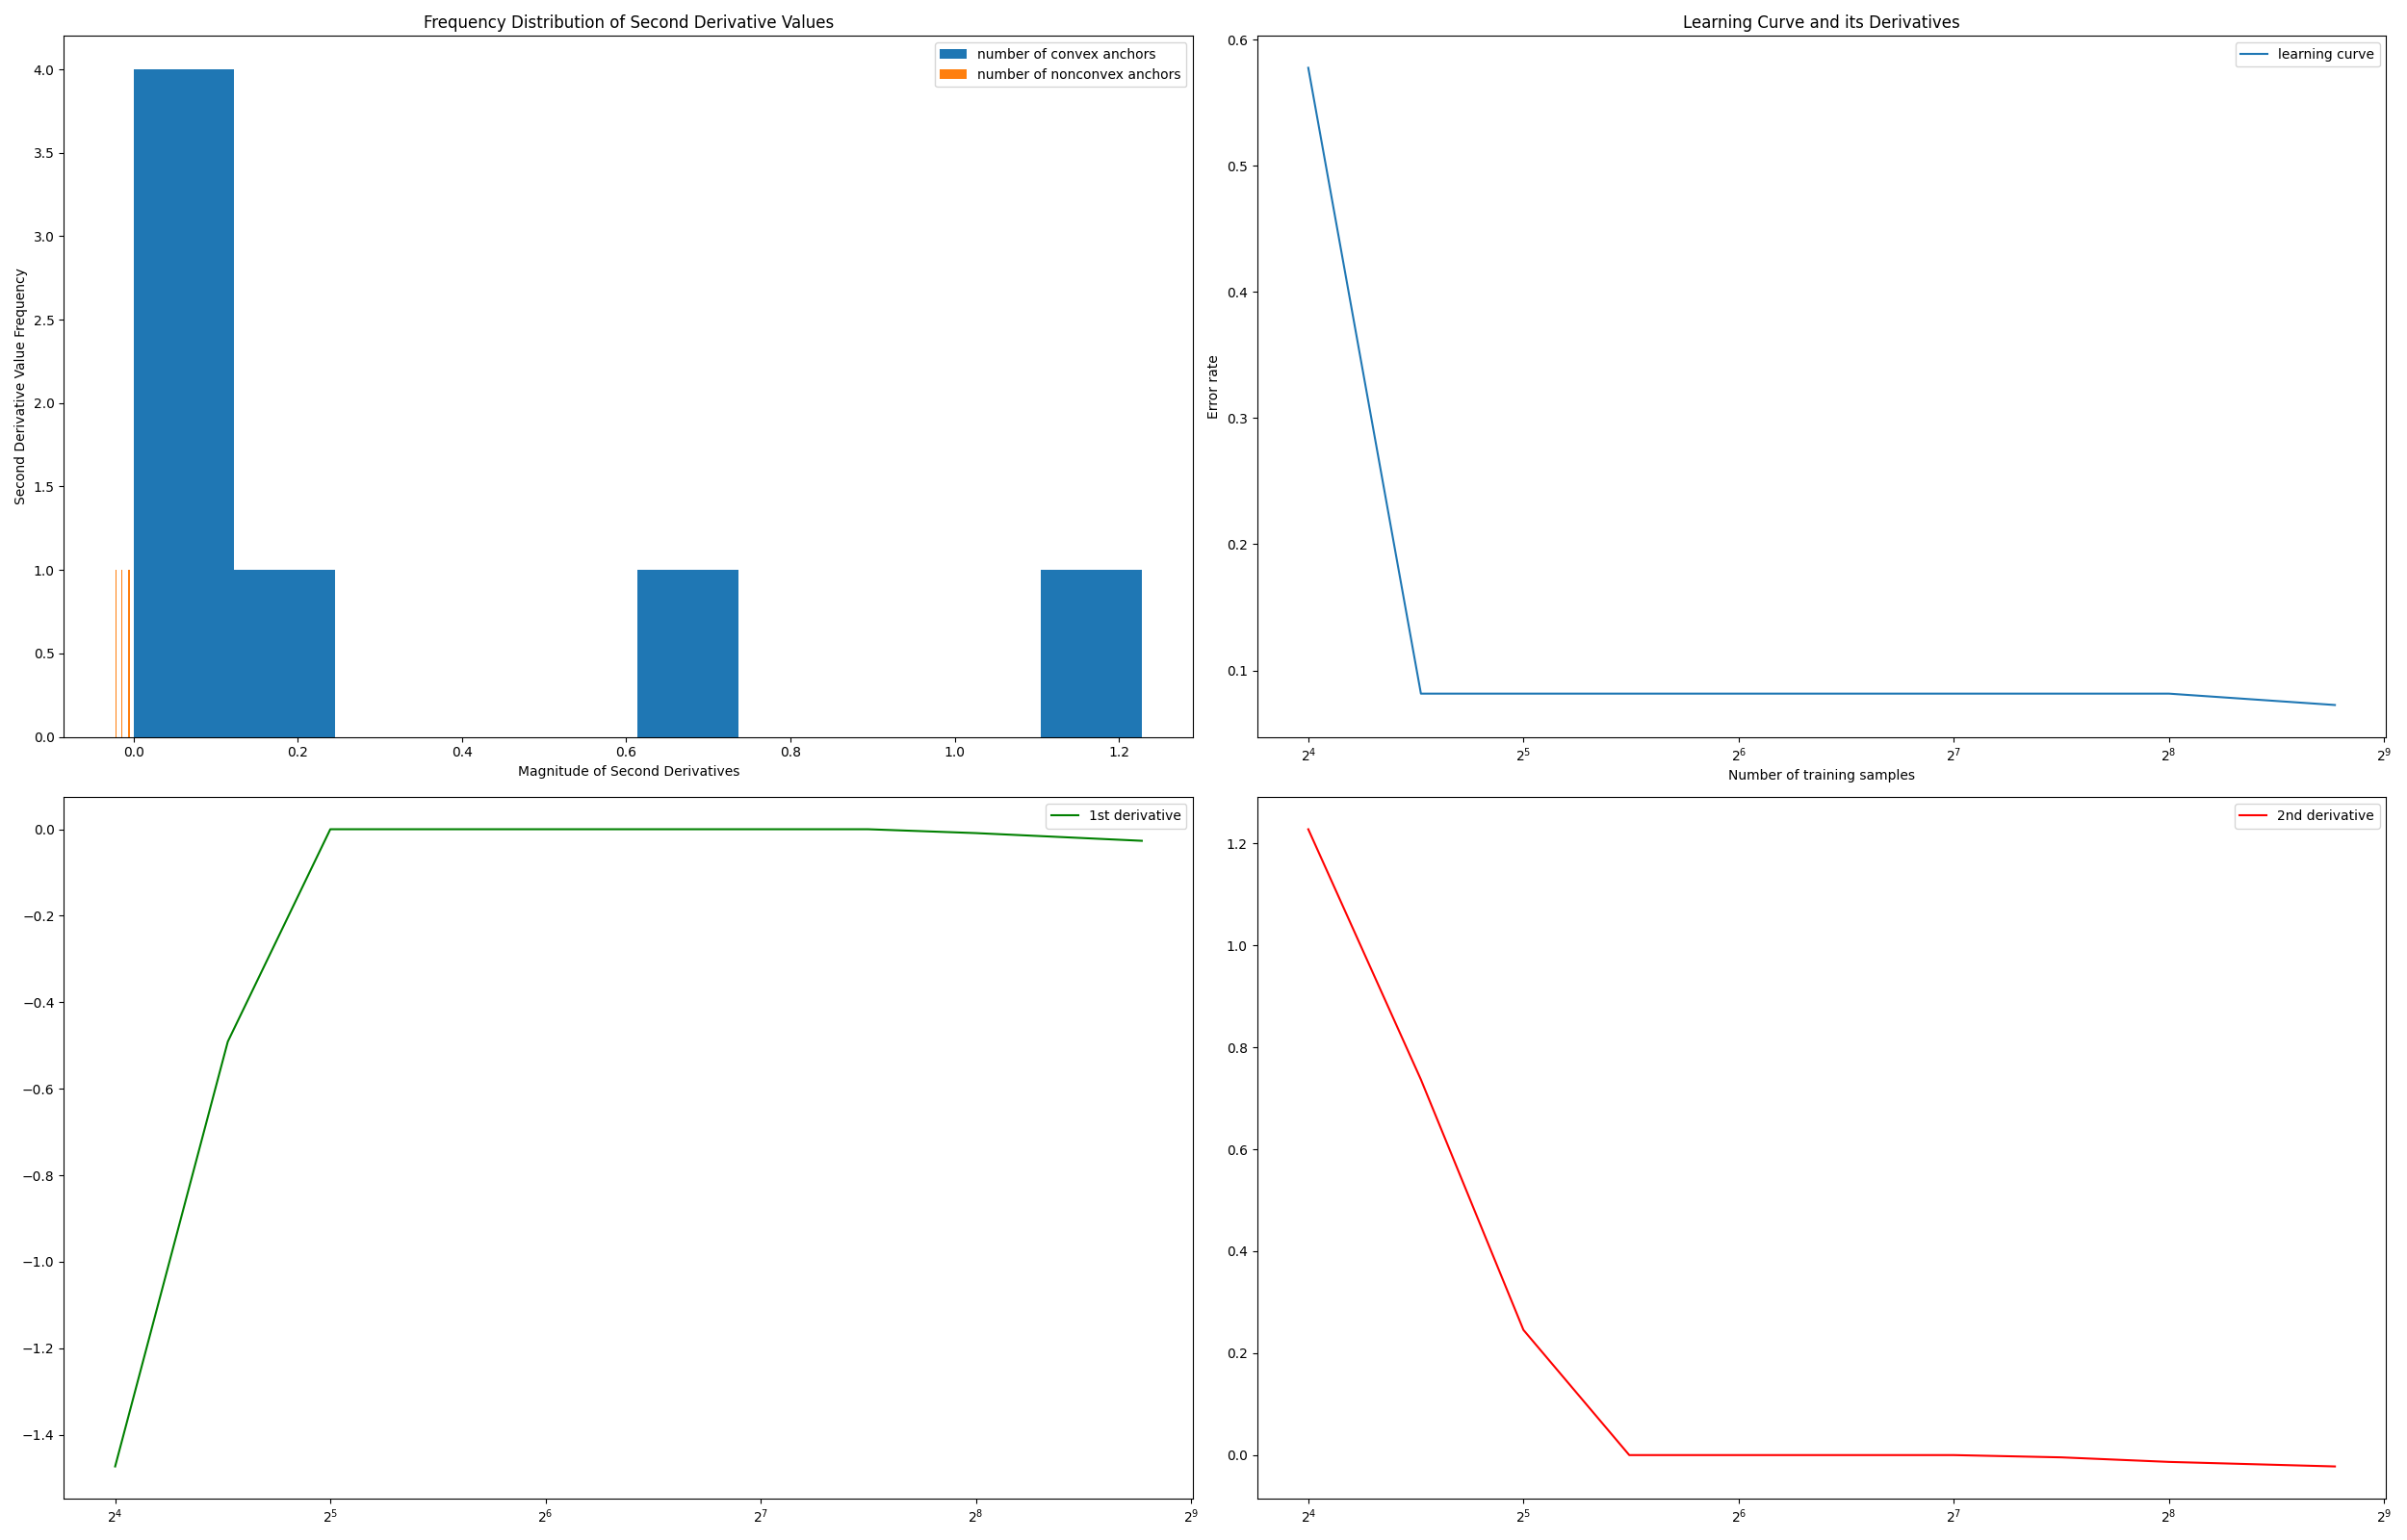 Frequency Distribution of Second Derivative Values
number of convex anchors
number of nonconvex anchors
Second Derivative Value Frequency
4.0
3.5
3.0
2.5
2.0
1.5
1.0
0.5
0.0
0.0 0.2 0.4 0.6 0.8 1.0 1.2
Magnitude of Second Derivatives
Learning Curve and its Derivatives
learning curve
Error rate
0.6
0.5
0.4
0.3
0.2
0.1
2⁴ 2⁵ 2⁶ 2⁷ 2⁸ 2⁹
Number of training samples
1st derivative
0.0
−0.2
−0.4
−0.6
−0.8
−1.0
−1.2
−1.4
2⁴ 2⁵ 2⁶ 2⁷ 2⁸ 2⁹
2nd derivative
1.2
1.0
0.8
0.6
0.4
0.2
0.0
2⁴ 2⁵ 2⁶ 2⁷ 2⁸ 2⁹